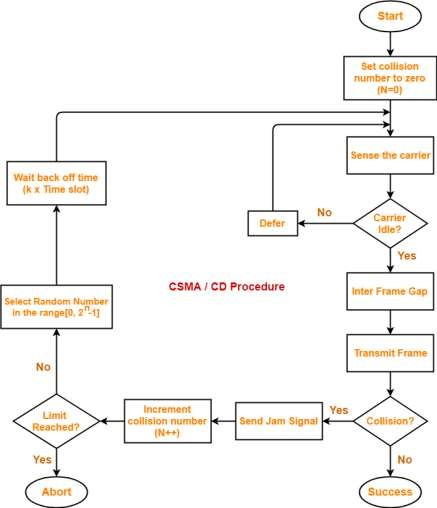 Start
Set collision
number to zero
(N=0)
Sense the carrier
Carrier
Idle?
No
Defer
Yes
Inter Frame Gap
Transmit Frame
Collision?
No
Success
Yes
Send Jam Signal
Increment
collision number
(N++)
Limit
Reached?
Yes
Abort
No
Select Random Number
in the range[0, 2^n-1]
Wait back off time
(k x Time slot)
CSMA / CD Procedure